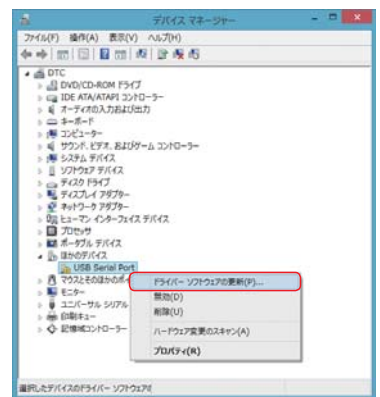 デバイス マネージャー
ファイル(F) 操作(A) 表示(V) ヘルプ(H)
DTC
DVD/CD-ROM ドライブ
IDE ATA/ATAPI コントローラー
オーディオの入力および出力
キーボード
コンピューター
サウンド、ビデオ、およびゲーム コントローラー
システム デバイス
ソフトウェア デバイス
ディスク ドライブ
ディスプレイ アダプター
ネットワーク アダプター
ヒューマン インターフェイス デバイス
プロセッサ
ポータブル デバイス
ほかのデバイス
USB Serial Port
マウスとそのほかのポ
モニター
ユニバーサル シリアル
印刷キュー
記憶域コントローラー
ドライバー ソフトウェアの更新(P)...
無効(D)
削除(U)
ハードウェア変更のスキャン(A)
プロパティ(R)
選択したデバイスのドライバー ソフトウェアを